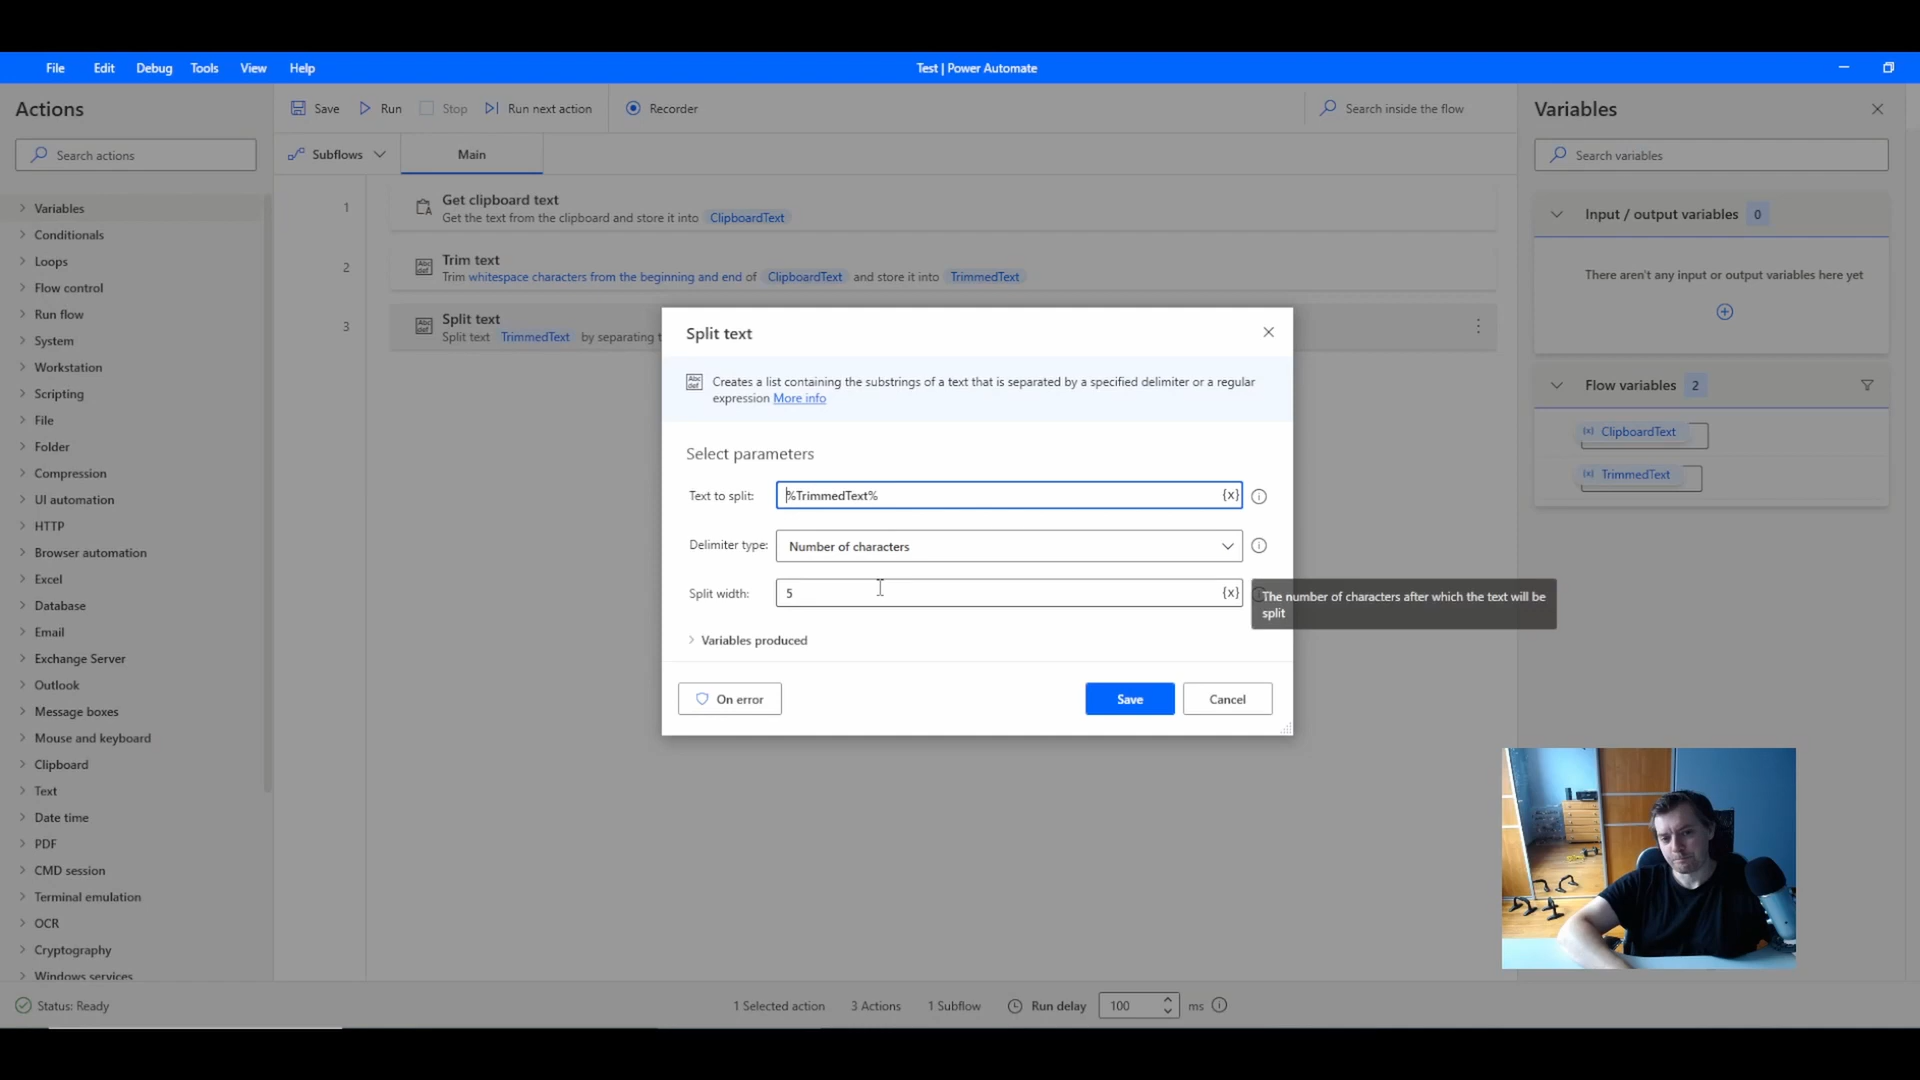 File Edit Debug Tools View Help
Test | Power Automate
Actions
Search actions
Variables
Conditionals
Loops
Flow control
Run flow
System
Workstation
Scripting
File
Folder
Compression
UI automation
HTTP
Browser automation
Excel
Database
Email
Exchange Server
Outlook
Message boxes
Mouse and keyboard
Clipboard
Text
Date time
PDF
CMD session
Terminal emulation
OCR
Cryptography
Windows services
Save Run Stop Run next action Recorder
Search inside the flow
Subflows Main
1
Get clipboard text
Get the text from the clipboard and store it into ClipboardText
2
Trim text
Trim whitespace characters from the beginning and end of ClipboardText and store it into TrimmedText
3
Split text
Split text TrimmedText by separating
Split text
Abc def
Creates a list containing the substrings of a text that is separated by a specified delimiter or a regular
expression More info
Select parameters
Text to split: %TrimmedText% {x}
Delimiter type: Number of characters
Split width: 5 {x}
The number of characters after which the text will be
split
Variables produced
On error Save Cancel
Variables
Search variables
Input / output variables 0
There aren't any input or output variables here yet
Flow variables 2
{x} ClipboardText
{x} TrimmedText
Status: Ready 1 Selected action 3 Actions 1 Subflow Run delay 100 ms